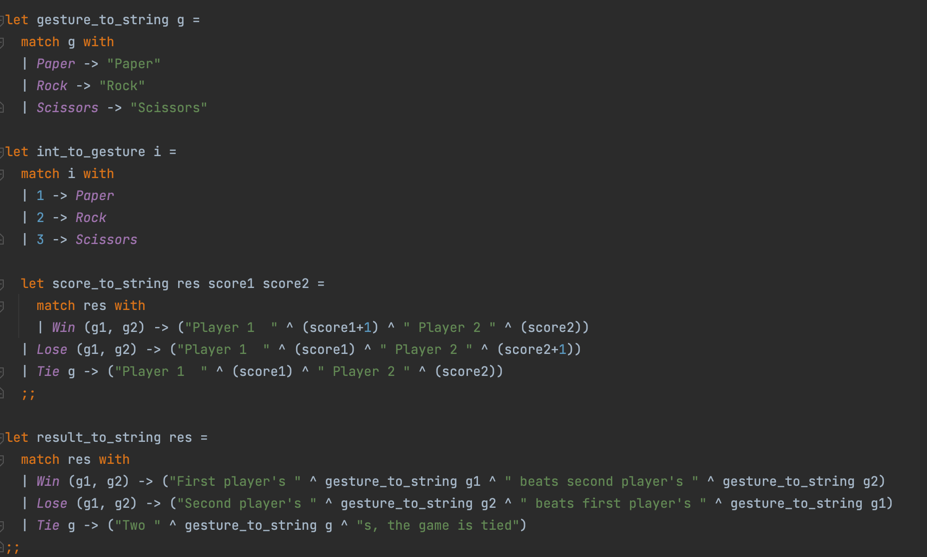 let gesture_to_string g =
  match g with
  | Paper -> "Paper"
  | Rock -> "Rock"
  | Scissors -> "Scissors"

let int_to_gesture i =
  match i with
  | 1 -> Paper
  | 2 -> Rock
  | 3 -> Scissors

  let score_to_string res score1 score2 =
    match res with
    | Win (g1, g2) -> ("Player 1  " ^ (score1+1) ^ " Player 2 " ^ (score2))
  | Lose (g1, g2) -> ("Player 1  " ^ (score1) ^ " Player 2 " ^ (score2+1))
  | Tie g -> ("Player 1  " ^ (score1) ^ " Player 2 " ^ (score2))
  ;;

let result_to_string res =
  match res with
  | Win (g1, g2) -> ("First player's " ^ gesture_to_string g1 ^ " beats second player's " ^ gesture_to_string g2)
  | Lose (g1, g2) -> ("Second player's " ^ gesture_to_string g2 ^ " beats first player's " ^ gesture_to_string g1)
  | Tie g -> ("Two " ^ gesture_to_string g ^ "s, the game is tied")
;;